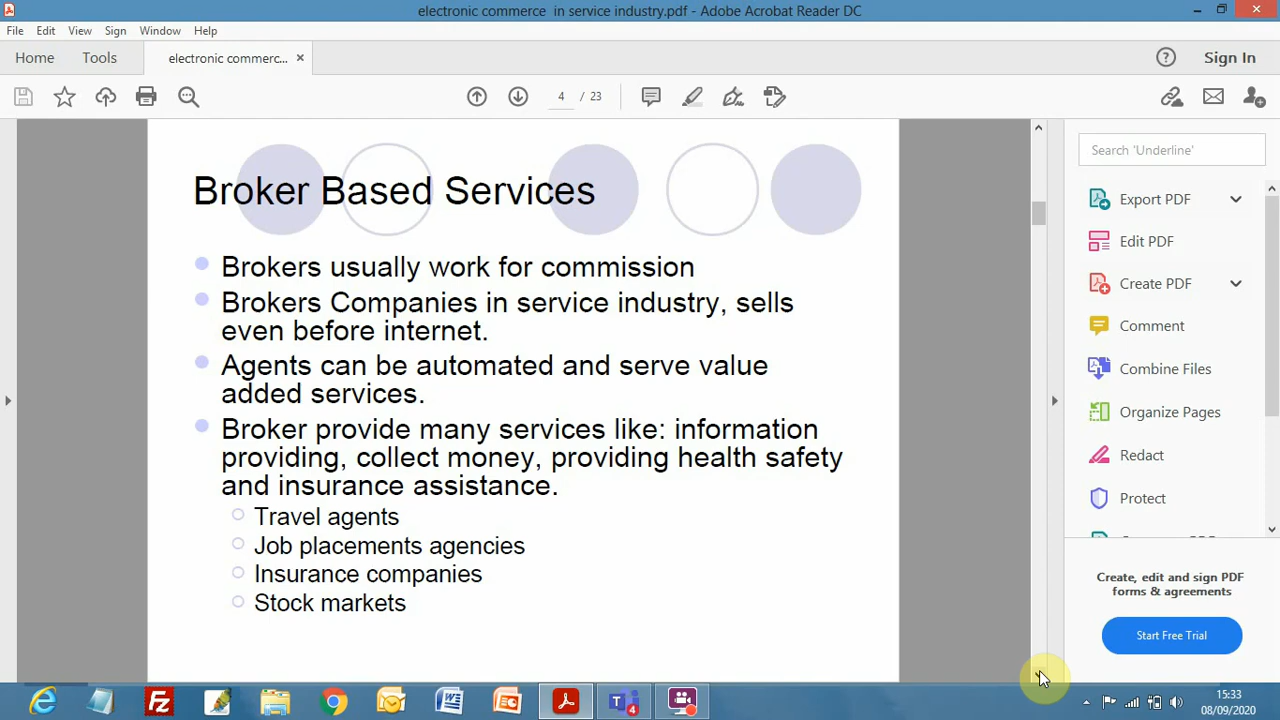 electronic commerce  in service industry.pdf - Adobe Acrobat Reader DC
File Edit View Sign Window Help
Home Tools electronic commerc... × ? Sign In
4 / 23
Broker Based Services
Brokers usually work for commission
Brokers Companies in service industry, sells
even before internet.
Agents can be automated and serve value
added services.
Broker provide many services like: information
providing, collect money, providing health safety
and insurance assistance.
Travel agents
Job placements agencies
Insurance companies
Stock markets
Search 'Underline'
Export PDF
Edit PDF
Create PDF
Comment
Combine Files
Organize Pages
Redact
Protect
Create, edit and sign PDF
forms & agreements
Start Free Trial
4
15:33
08/09/2020